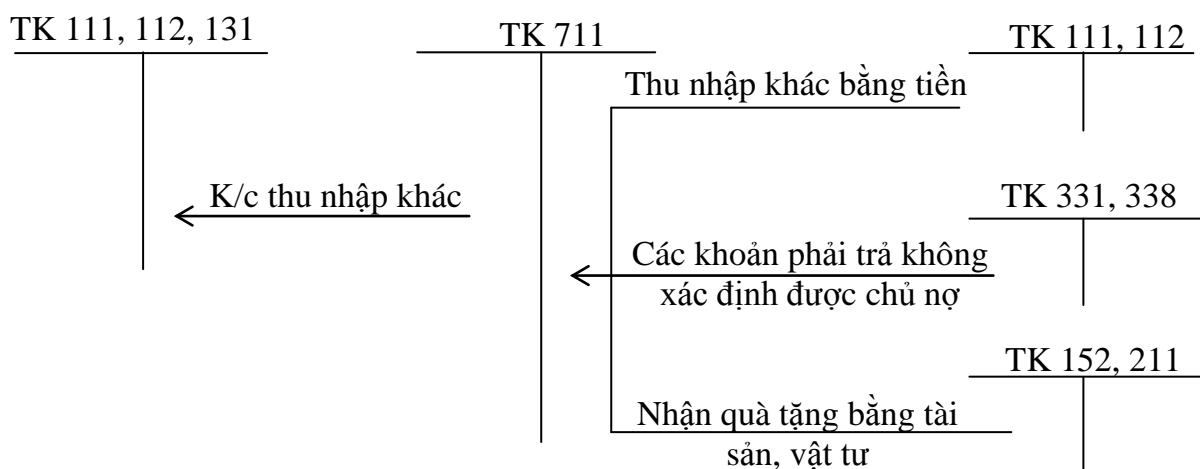 TK 111, 112, 131
TK 711
TK 111, 112
Thu nhập khác bằng tiền
K/c thu nhập khác
TK 331, 338
Các khoản phải trả không
xác định được chủ nợ
TK 152, 211
Nhận quà tặng bằng tài
sản, vật tư